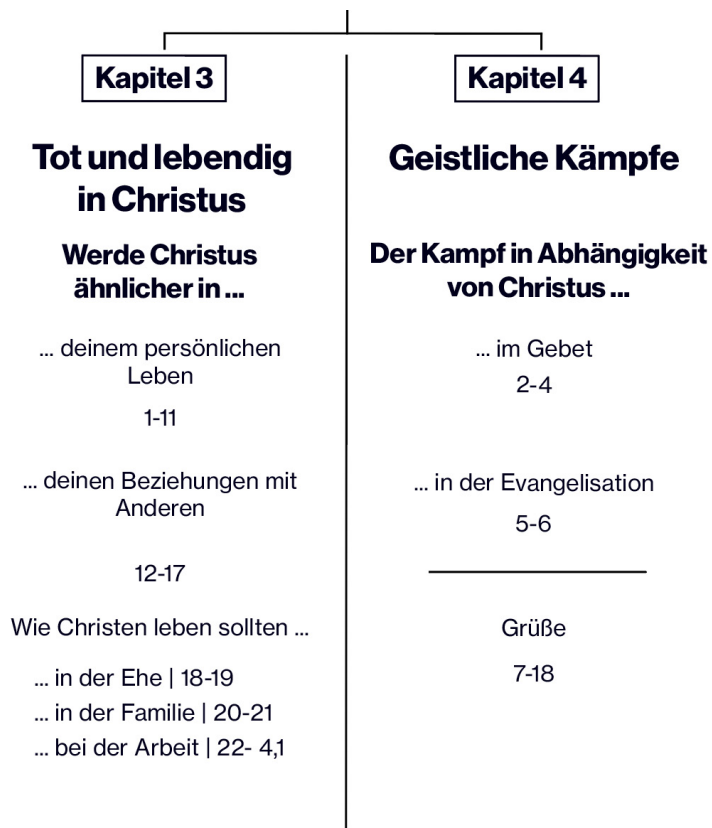 Kapitel 3
Tot und lebendig
in Christus
Werde Christus
ähnlicher in ...
... deinem persönlichen
Leben
1-11
... deinen Beziehungen mit
Anderen
12-17
Wie Christen leben sollten ...
... in der Ehe | 18-19
... in der Familie | 20-21
... bei der Arbeit | 22- 4,1
Kapitel 4
Geistliche Kämpfe
Der Kampf in Abhängigkeit
von Christus ...
... im Gebet
2-4
... in der Evangelisation
5-6
Grüße
7-18